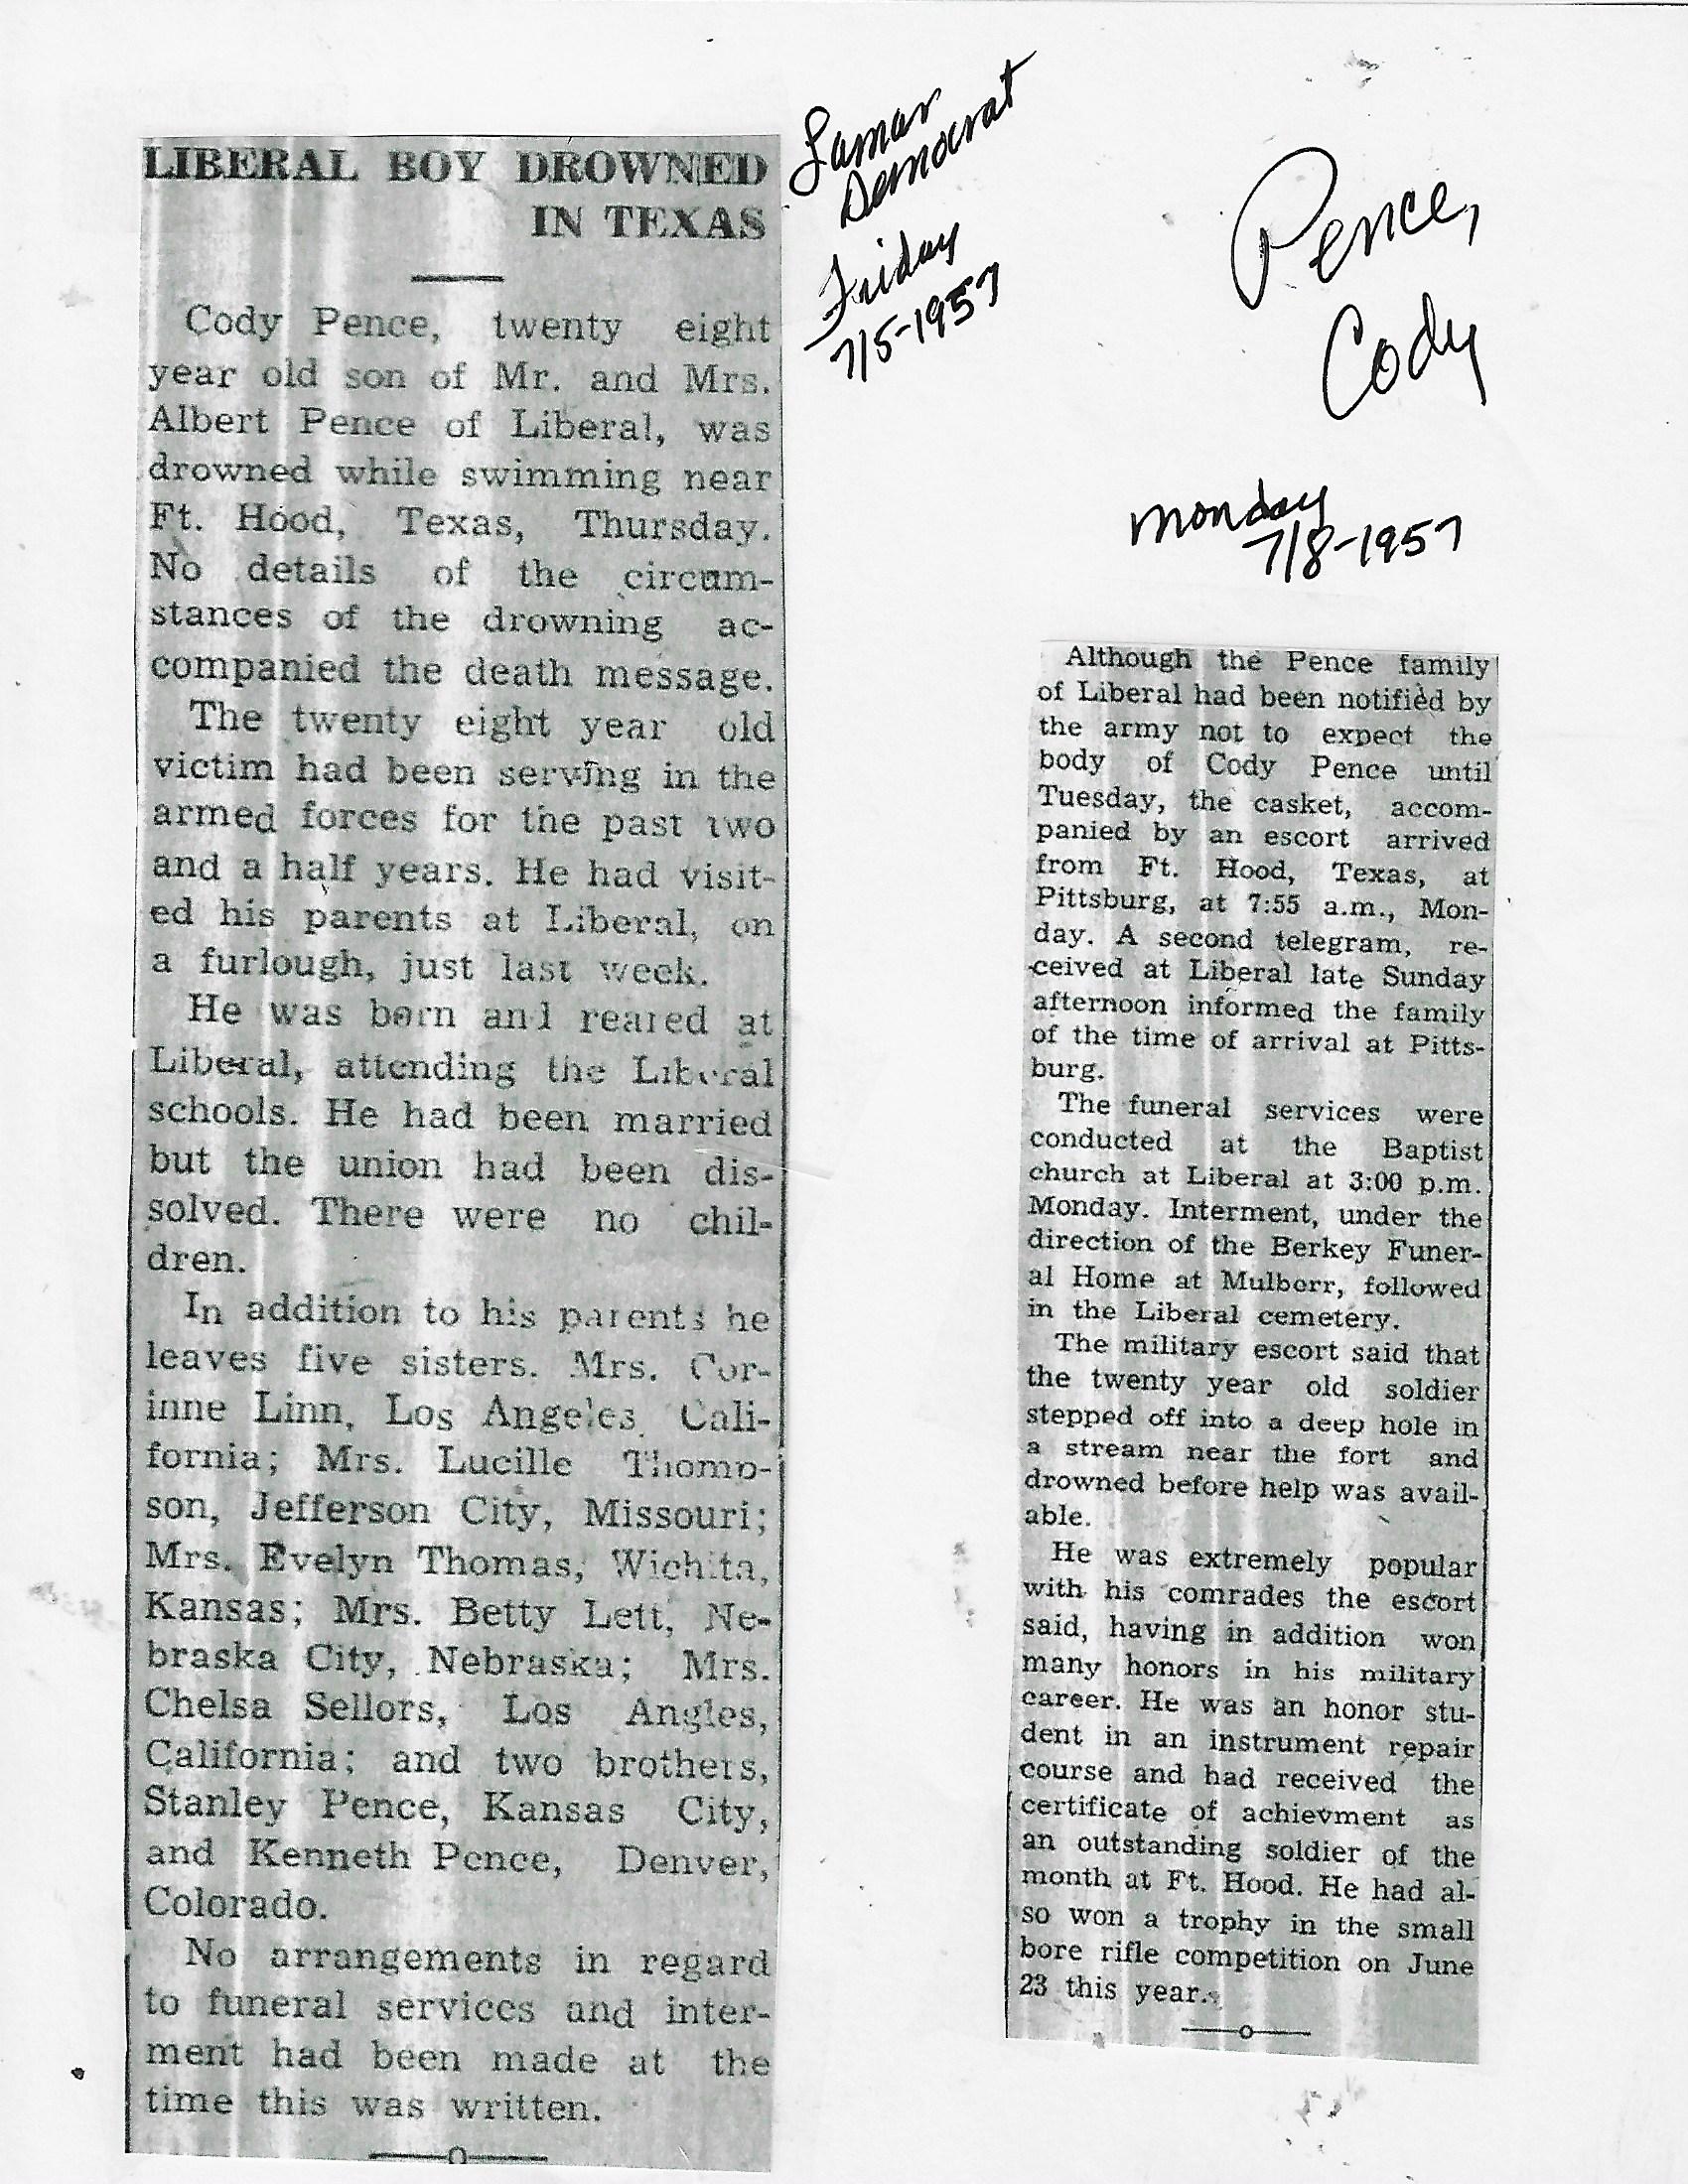 LIBERAL BOY DROWNED
IN TEXAS
Cody Pence, twenty eight
year old son of Mr. and Mrs.
Albert Pence of Liberal, was
drowned while swimming near
Ft. Hood, Texas, Thursday.
No details of the circum-
stances of the drowning ac-
companied the death message.
The twenty eight year old
victim had been serving in the
armed forces for the past two
and a half years. He had visit-
ed his parents at Liberal, on
a furlough, just last week.
He was born and reared at
Liberal, attending the Liberal
schools. He had been married
but the union had been dis-
solved. There were no chil-
dren.
In addition to his parents he
leaves five sisters. Mrs. Cor-
inne Linn, Los Angeles, Cali-
fornia; Mrs. Lucille Thomp-
son, Jefferson City, Missouri;
Mrs. Evelyn Thomas, Wichita,
Kansas; Mrs. Betty Lett, Ne-
braska City, Nebraska; Mrs.
Chelsa Sellors, Los Angles,
California; and two brothers,
Stanley Pence, Kansas City,
and Kenneth Pence, Denver,
Colorado.
No arrangements in regard
to funeral services and inter-
ment had been made at the
time this was written.
Lamar
Democrat
Friday
7/5-1957
Pence,
Cody
Monday
7/8-1957
Although the Pence family
of Liberal had been notified by
the army not to expect the
body of Cody Pence until
Tuesday, the casket, accom-
panied by an escort arrived
from Ft. Hood, Texas, at
Pittsburg, at 7:55 a.m., Mon-
day. A second telegram, re-
ceived at Liberal late Sunday
afternoon informed the family
of the time of arrival at Pitts-
burg.
The funeral services were
conducted at the Baptist
church at Liberal at 3:00 p.m.
Monday. Interment, under the
direction of the Berkey Funer-
al Home at Mulberr, followed
in the Liberal cemetery.
The military escort said that
the twenty year old soldier
stepped off into a deep hole in
a stream near the fort and
drowned before help was avail-
able.
He was extremely popular
with his comrades the escort
said, having in addition won
many honors in his military
career. He was an honor stu-
dent in an instrument repair
course and had received the
certificate of achievment as
an outstanding soldier of the
month at Ft. Hood. He had al-
so won a trophy in the small
bore rifle competition on June
23 this year.